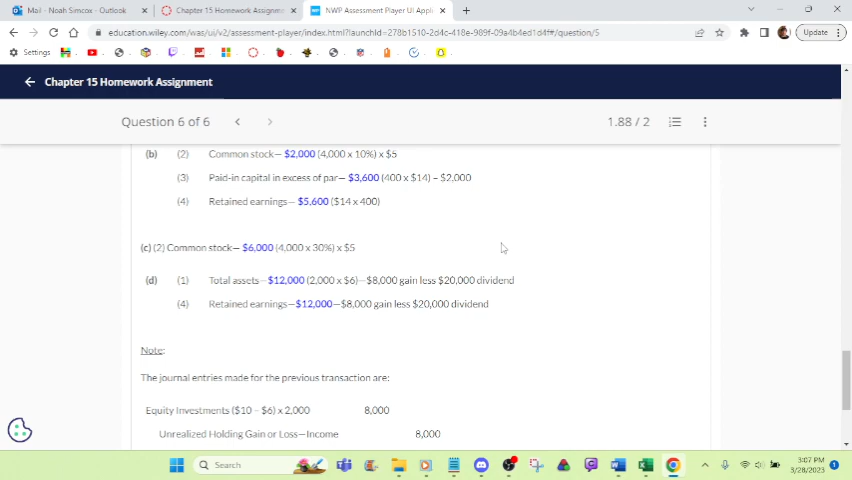 Mail - Noah Simcox - Outlook
Chapter 15 Homework Assignm
NWP Assessment Player UI Appli
education.wiley.com/was/ui/v2/assessment-player/index.html?launchId=278b1510-2d4c-418e-989f-09a4b4ed1d4f#/question/5
Update
Settings
Chapter 15 Homework Assignment
Question 6 of 6
1.88 / 2
(b) (2) Common stock— $2,000 (4,000 x 10%) x $5
(3) Paid-in capital in excess of par— $3,600 (400 x $14) – $2,000
(4) Retained earnings— $5,600 ($14 x 400)
(c) (2) Common stock— $6,000 (4,000 x 30%) x $5
(d) (1) Total assets—$12,000 (2,000 x $6)—$8,000 gain less $20,000 dividend
(4) Retained earnings—$12,000—$8,000 gain less $20,000 dividend
Note:
The journal entries made for the previous transaction are:
Equity Investments ($10 – $6) x 2,000 8,000
Unrealized Holding Gain or Loss—Income 8,000
Search
3:07 PM
3/28/2023